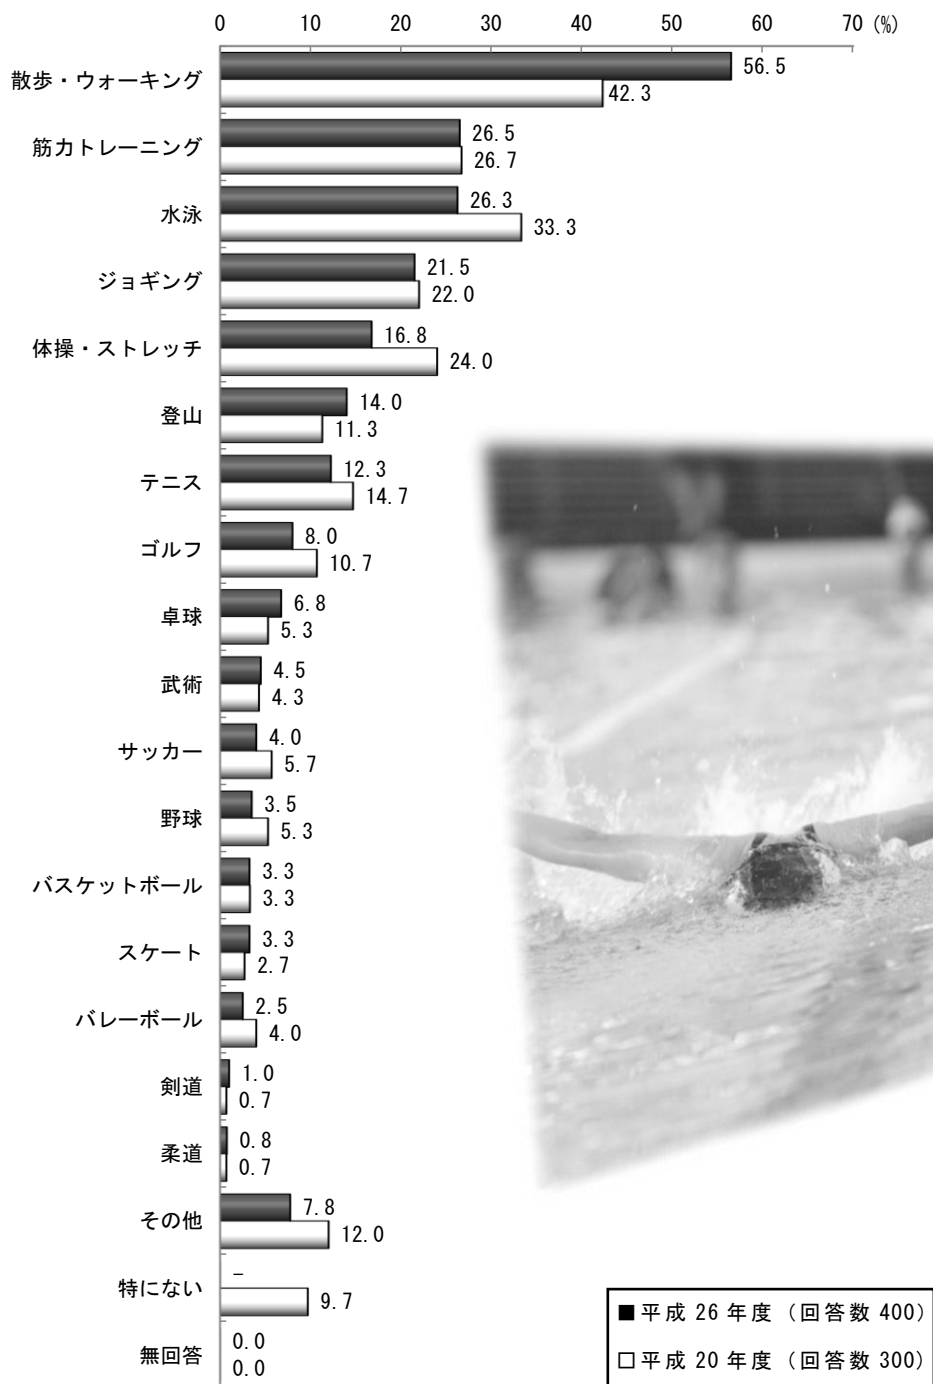 0 10 20 30 40 50 60 70 (%)
散歩・ウォーキング 56.5
42.3
筋力トレーニング 26.5
26.7
水泳 26.3
33.3
ジョギング 21.5
22.0
体操・ストレッチ 16.8
24.0
登山 14.0
11.3
テニス 12.3
14.7
ゴルフ 8.0
10.7
卓球 6.8
5.3
武術 4.5
4.3
サッカー 4.0
5.7
野球 3.5
5.3
バスケットボール 3.3
3.3
スケート 3.3
2.7
バレーボール 2.5
4.0
剣道 1.0
0.7
柔道 0.8
0.7
その他 7.8
12.0
特にない –
9.7
無回答 0.0
0.0
■平成 26 年度（回答数 400）
□平成 20 年度（回答数 300）